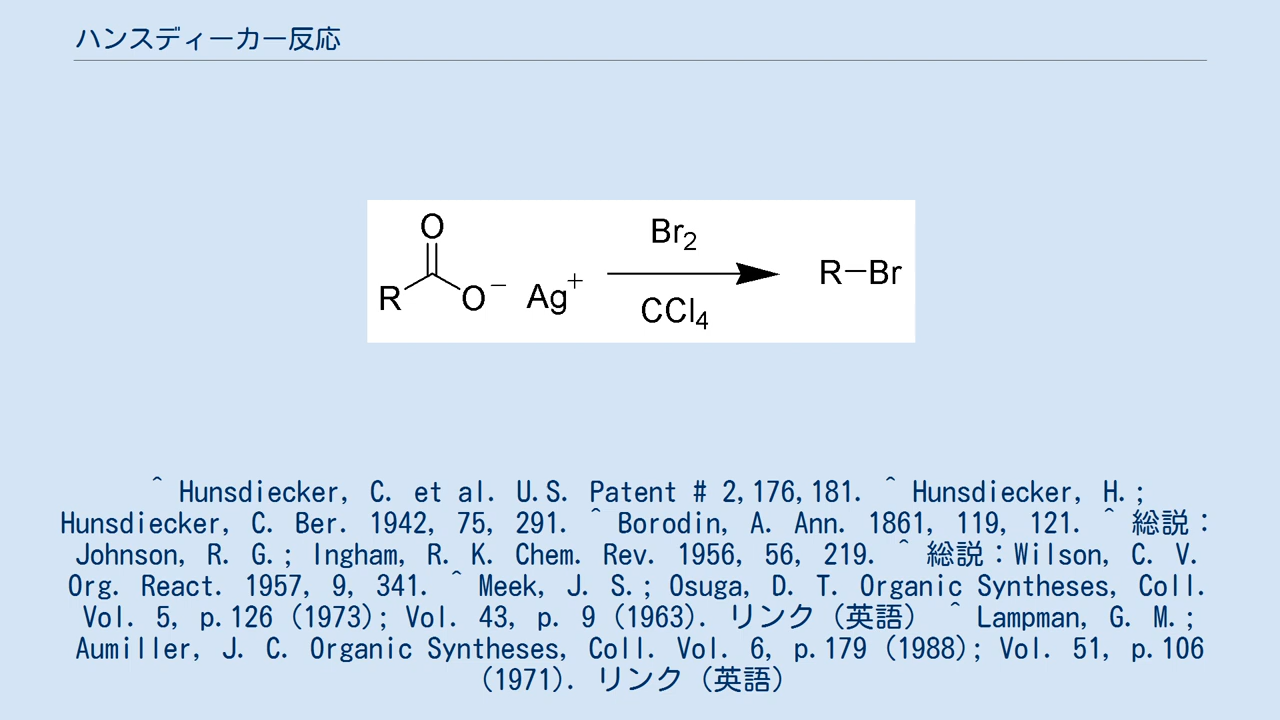 ハンスディーカー反応
O
R
O⁻ Ag⁺
Br₂
CCl₄
R–Br
^ Hunsdiecker, C. et al. U.S. Patent # 2,176,181. ^ Hunsdiecker, H.;
Hunsdiecker, C. Ber. 1942, 75, 291. ^ Borodin, A. Ann. 1861, 119, 121. ^ 総説：
Johnson, R. G.; Ingham, R. K. Chem. Rev. 1956, 56, 219. ^ 総説：Wilson, C. V.
Org. React. 1957, 9, 341. ^ Meek, J. S.; Osuga, D. T. Organic Syntheses, Coll.
Vol. 5, p.126 (1973); Vol. 43, p. 9 (1963). リンク（英語） ^ Lampman, G. M.;
Aumiller, J. C. Organic Syntheses, Coll. Vol. 6, p.179 (1988); Vol. 51, p.106
(1971). リンク（英語）